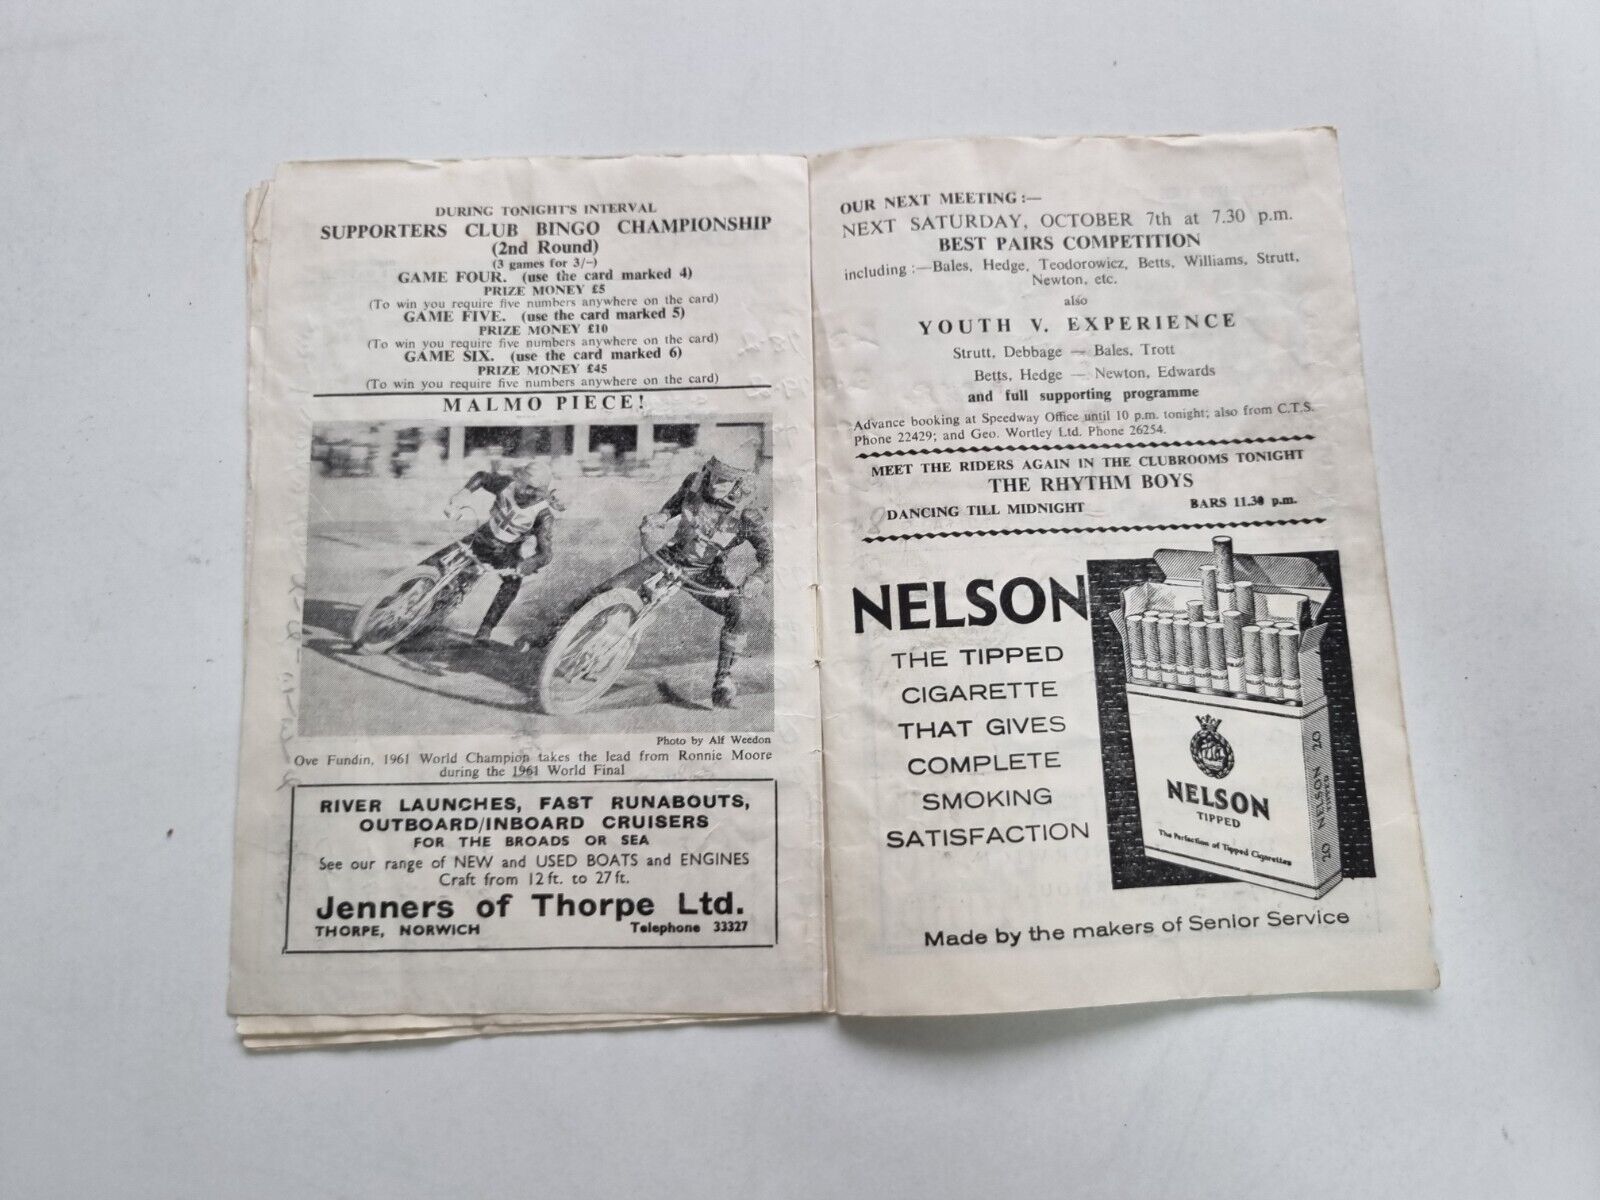 DURING TONIGHT'S INTERVAL
SUPPORTERS CLUB BINGO CHAMPIONSHIP
(2nd Round)
(3 games for 3/-)
GAME FOUR. (use the card marked 4)
PRIZE MONEY £5
(To win you require five numbers anywhere on the card)
GAME FIVE. (use the card marked 5)
PRIZE MONEY £10
(To win you require five numbers anywhere on the card)
GAME SIX. (use the card marked 6)
PRIZE MONEY £45
(To win you require five numbers anywhere on the card)
MALMO PIECE!
Photo by Alf Weedon
Ove Fundin, 1961 World Champion takes the lead from Ronnie Moore
during the 1961 World Final
RIVER LAUNCHES, FAST RUNABOUTS,
OUTBOARD/INBOARD CRUISERS
FOR THE BROADS OR SEA
See our range of NEW and USED BOATS and ENGINES
Craft from 12 ft. to 27 ft.
Jenners of Thorpe Ltd.
THORPE, NORWICH Telephone 33327
OUR NEXT MEETING :—
NEXT SATURDAY, OCTOBER 7th at 7.30 p.m.
BEST PAIRS COMPETITION
including :—Bales, Hedge, Teodorowicz, Betts, Williams, Strutt,
Newton, etc.
also
YOUTH V. EXPERIENCE
Strutt, Debbage — Bales, Trott
Betts, Hedge — Newton, Edwards
and full supporting programme
Advance booking at Speedway Office until 10 p.m. tonight; also from C.T.S.
Phone 22429; and Geo. Wortley Ltd. Phone 26254.
MEET THE RIDERS AGAIN IN THE CLUBROOMS TONIGHT
THE RHYTHM BOYS
DANCING TILL MIDNIGHT BARS 11.30 p.m.
NELSON
THE TIPPED
CIGARETTE
THAT GIVES
COMPLETE
SMOKING
SATISFACTION
NELSON
TIPPED
The Perfection of Tipped Cigarettes
20 NELSON TIPPED 20
Made by the makers of Senior Service